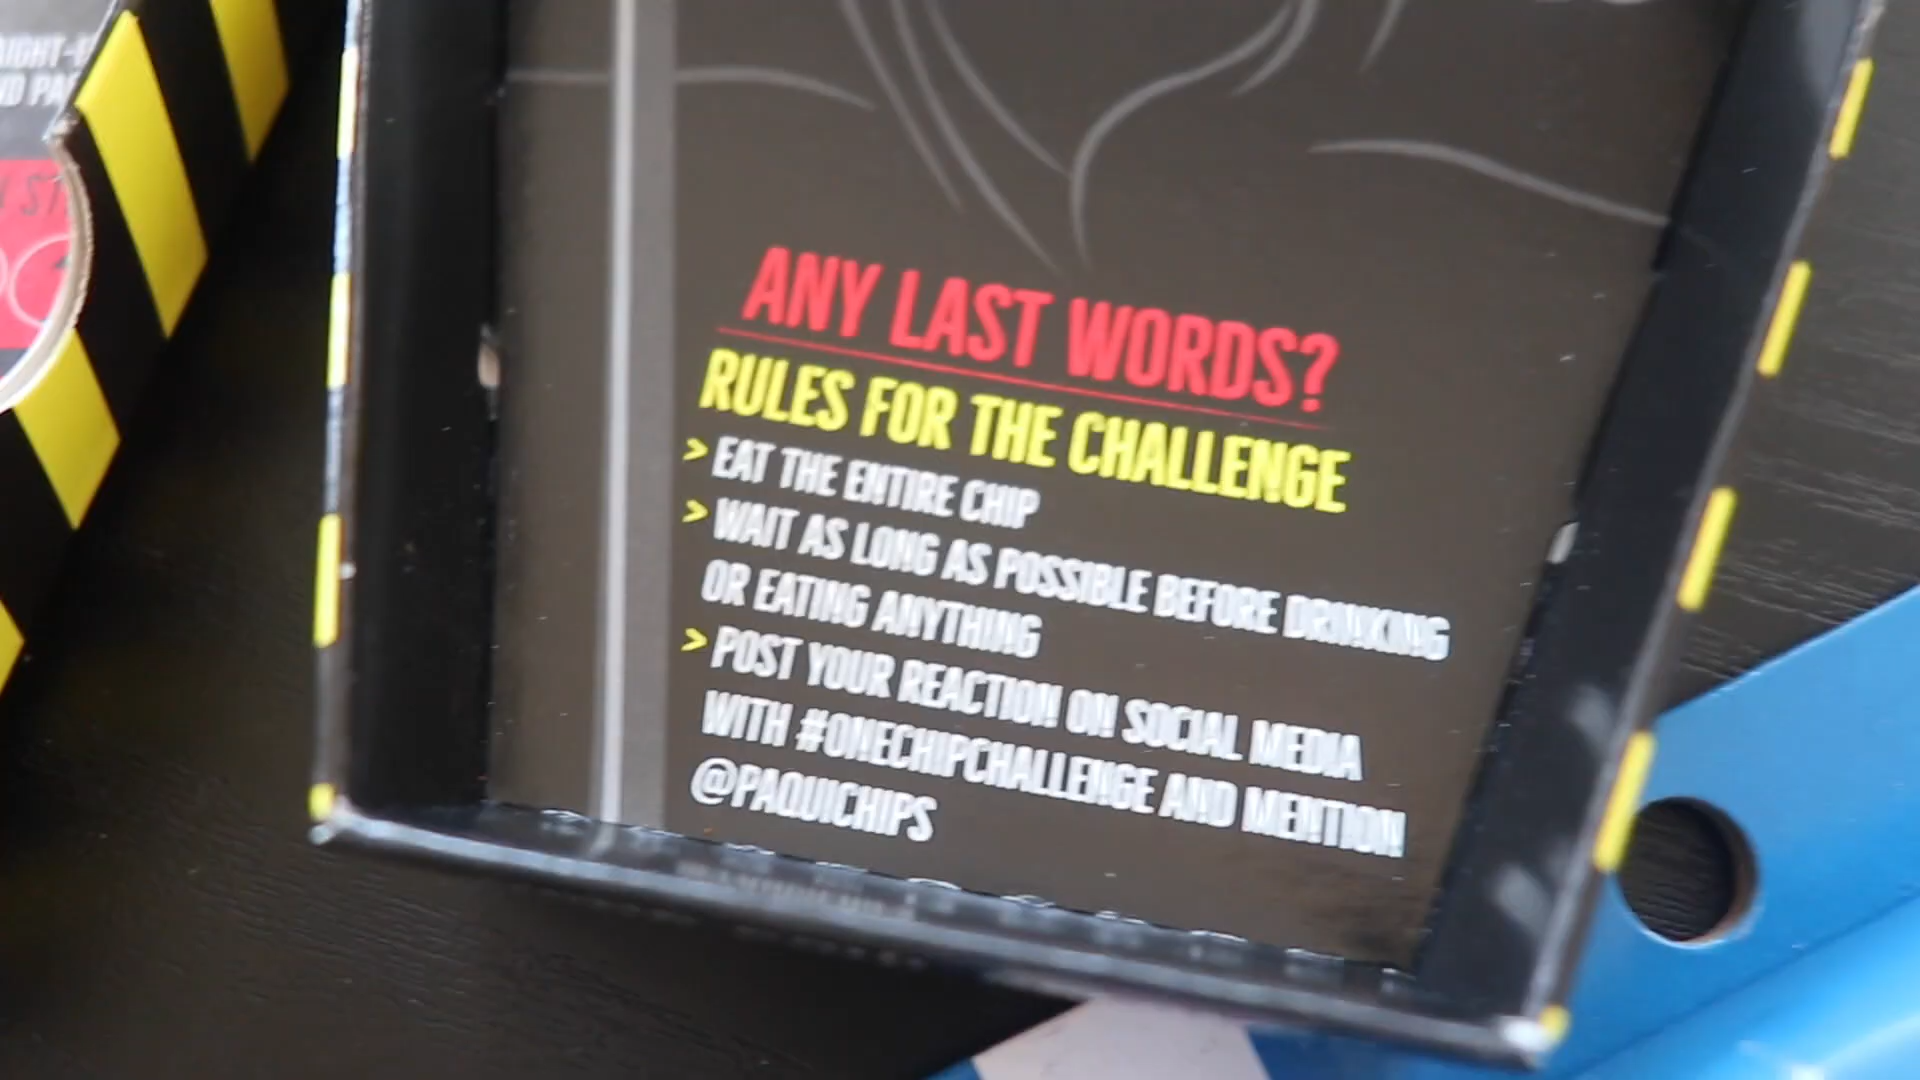 ANY LAST WORDS?
RULES FOR THE CHALLENGE
> EAT THE ENTIRE CHIP
> WAIT AS LONG AS POSSIBLE BEFORE DRINKING
OR EATING ANYTHING
> POST YOUR REACTION ON SOCIAL MEDIA
WITH #ONECHIPCHALLENGE AND MENTION
@PAQUICHIPS